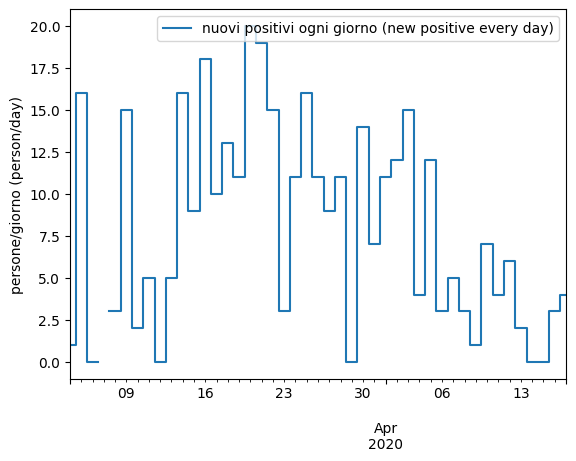 nuovi positivi ogni giorno (new positive every day)
persone/giorno (person/day)
20.0
17.5
15.0
12.5
10.0
7.5
5.0
2.5
0.0
09 16 23 30 06 13
Apr
2020